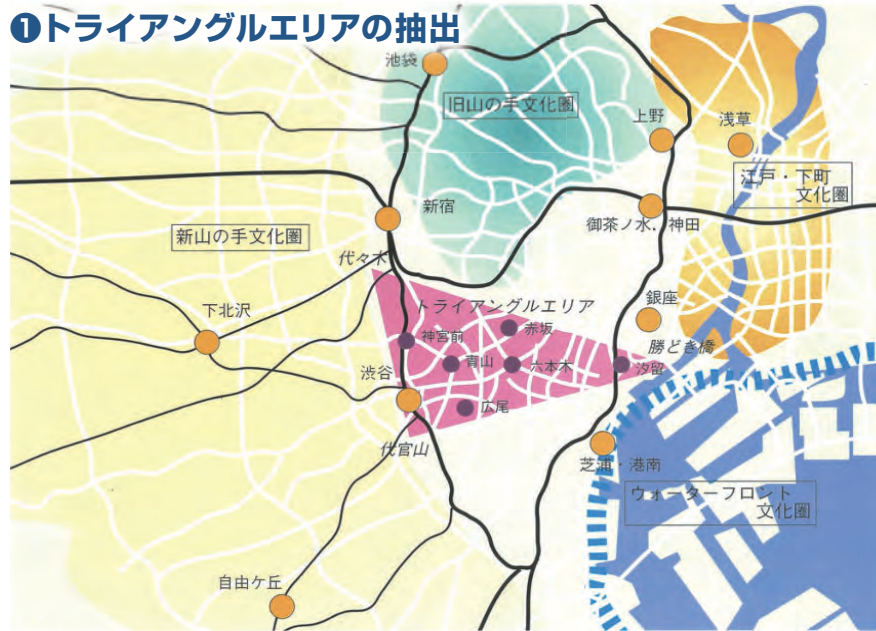 ❶トライアングルエリアの抽出
池袋
旧山の手文化圏
上野
浅草
江戸・下町
文化圏
新宿
御茶ノ水．神田
新山の手文化圏
代々木
下北沢
トライアングルエリア
銀座
神宮前
赤坂
勝どき橋
渋谷
青山
六本木
汐留
広尾
代官山
芝浦・港南
ウォーターフロント
文化圏
自由ケ丘